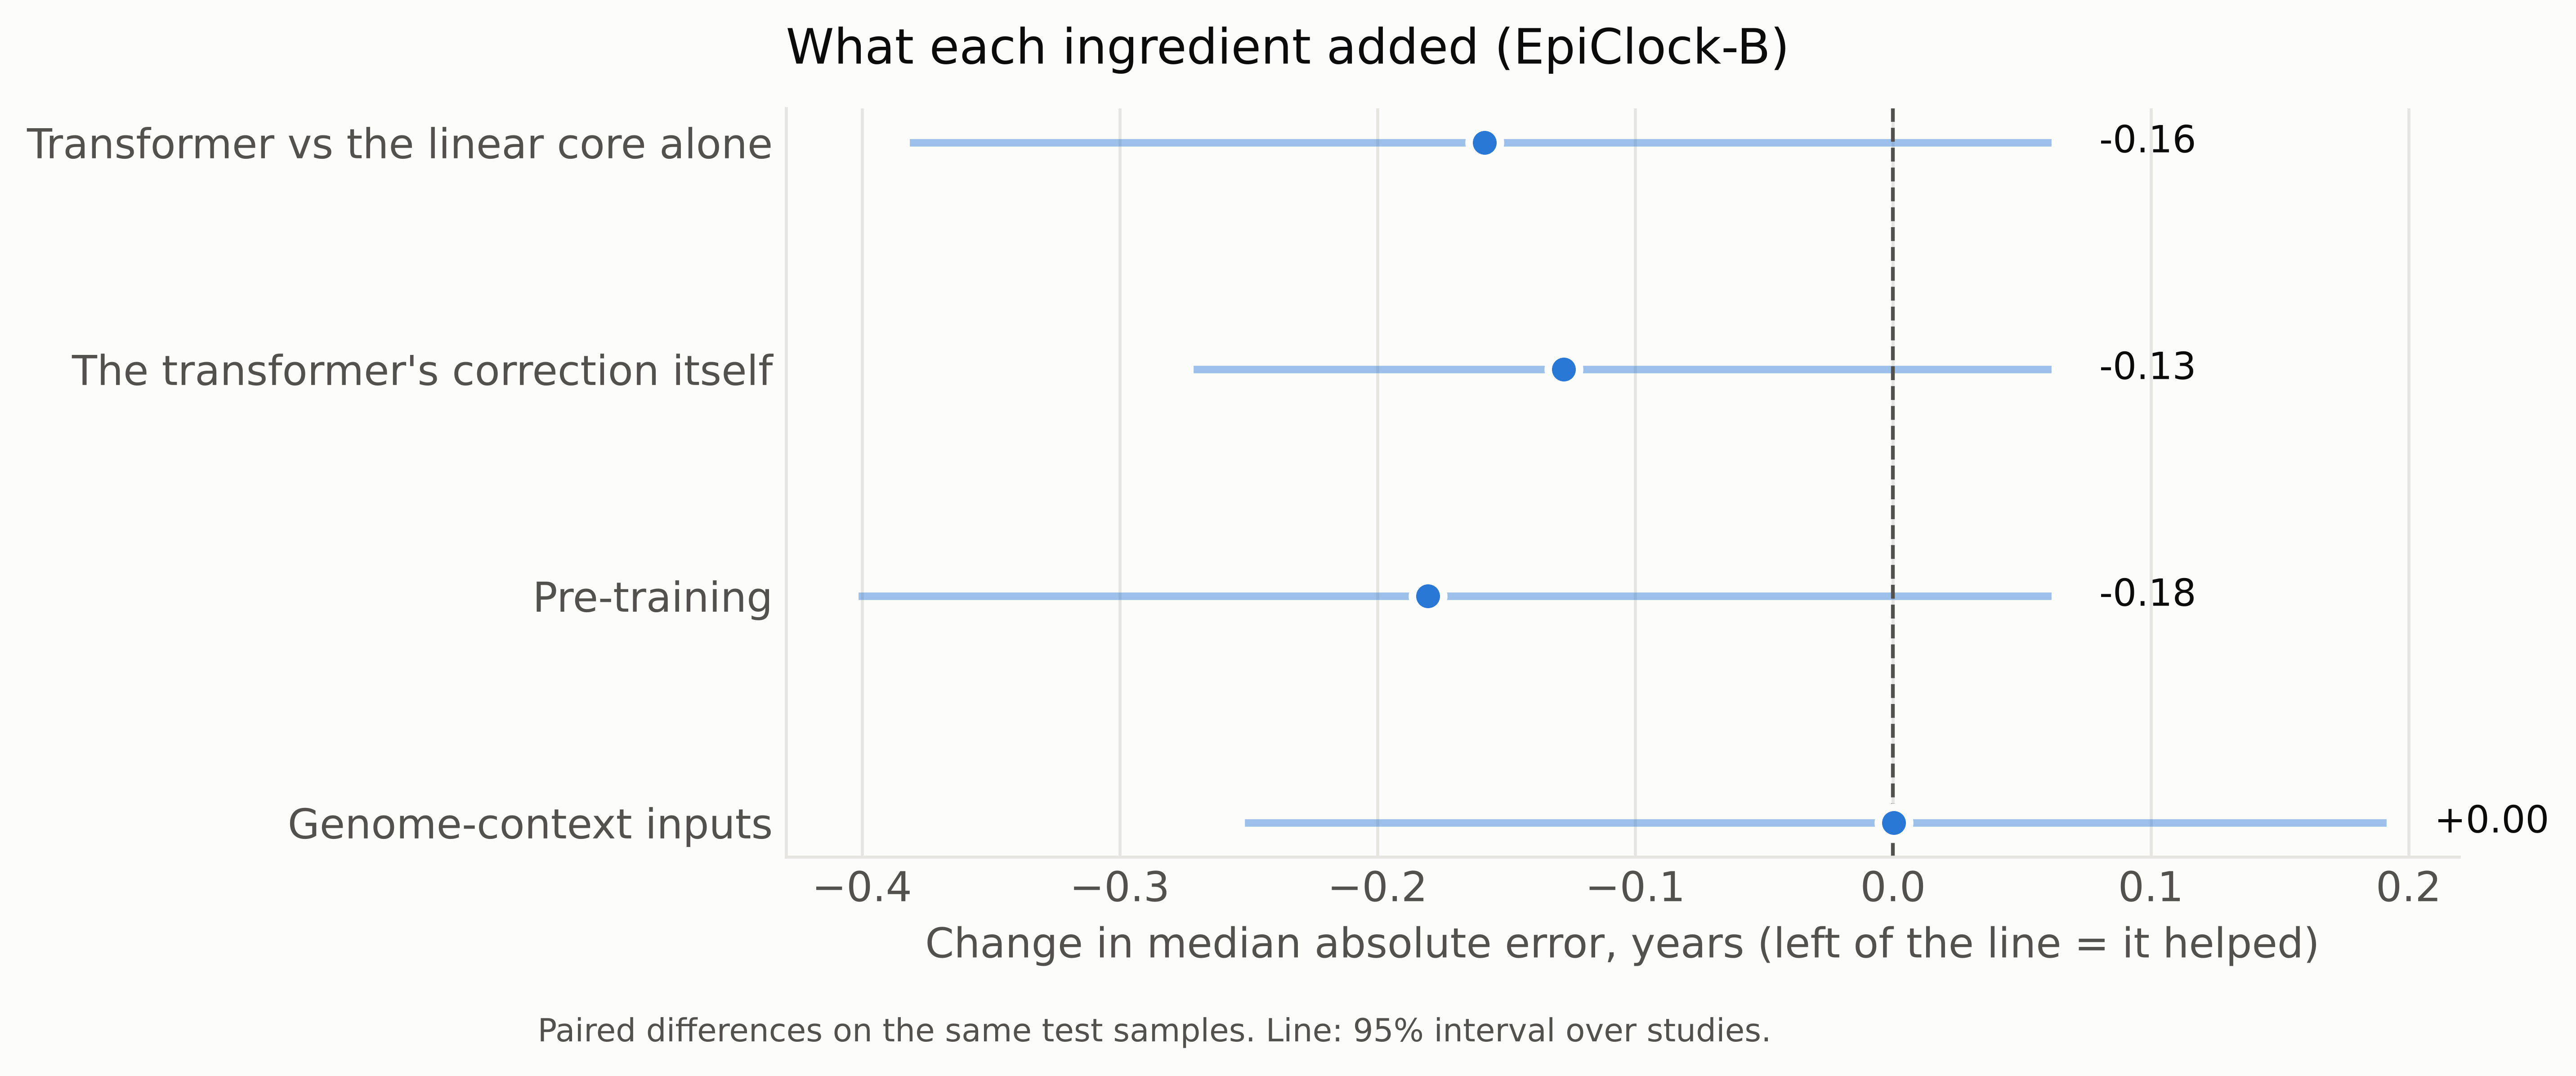 What each ingredient added (EpiClock-B)
Transformer vs the linear core alone
-0.16
The transformer's correction itself
-0.13
Pre-training
-0.18
Genome-context inputs
+0.00
−0.4 −0.3 −0.2 −0.1 0.0 0.1 0.2
Change in median absolute error, years (left of the line = it helped)
Paired differences on the same test samples. Line: 95% interval over studies.